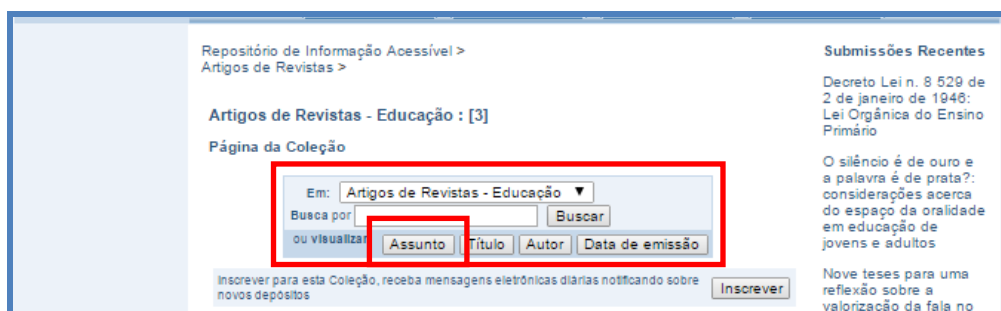 Repositório de Informação Acessível >
Artigos de Revistas >
Artigos de Revistas - Educação : [3]
Página da Coleção
Em: Artigos de Revistas - Educação ▼
Busca por Buscar
ou visualizar Assunto Título Autor Data de emissão
Inscrever para esta Coleção, receba mensagens eletrônicas diárias notificando sobre
novos depósitos
Inscrever
Submissões Recentes
Decreto Lei n. 8 529 de
2 de janeiro de 1946:
Lei Orgânica do Ensino
Primário
O silêncio é de ouro e
a palavra é de prata?:
considerações acerca
do espaço da oralidade
em educação de
jovens e adultos
Nove teses para uma
reflexão sobre a
valorização da fala no